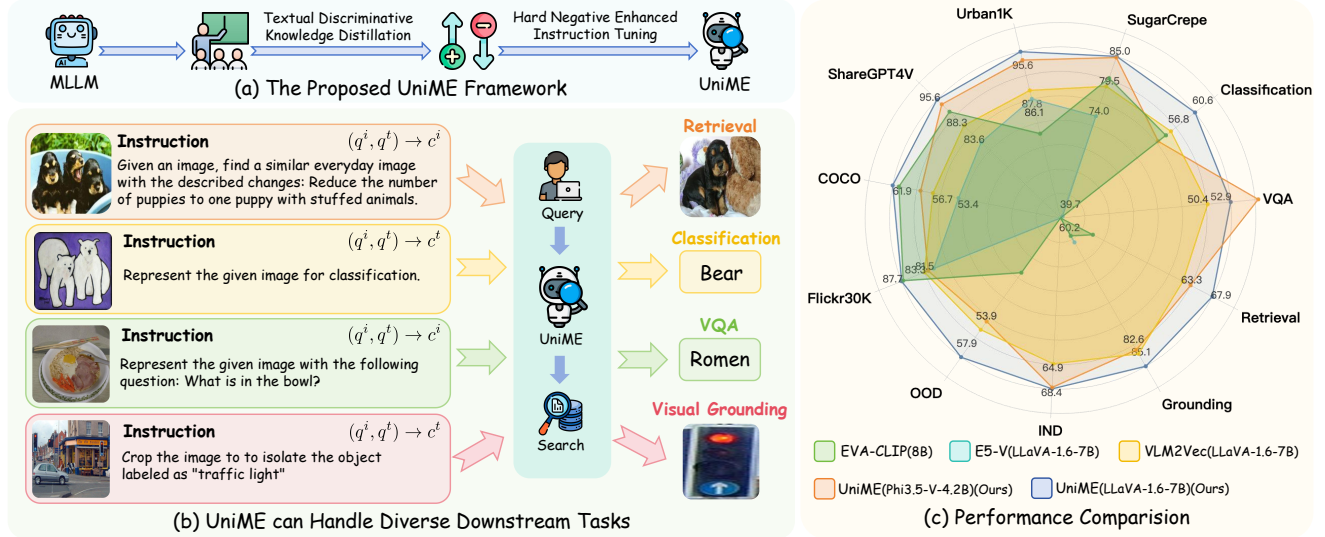 Textual Discriminative
Knowledge Distillation
Hard Negative Enhanced
Instruction Tuning
AI
MLLM
UniME
(a) The Proposed UniME Framework
Instruction (q^i, q^t) → c^i
Given an image, find a similar everyday image
with the described changes: Reduce the number
of puppies to one puppy with stuffed animals.
Instruction (q^i, q^t) → c^t
Represent the given image for classification.
Instruction (q^i, q^t) → c^i
Represent the given image with the following
question: What is in the bowl?
Instruction (q^i, q^t) → c^t
Crop the image to to isolate the object
labeled as "traffic light"
Query
UniME
Search
Retrieval
Classification
Bear
VQA
Romen
Visual Grounding
(b) UniME can Handle Diverse Downstream Tasks
Urban1K
SugarCrepe
ShareGPT4V
Classification
COCO
VQA
Flickr30K
Retrieval
OOD
Grounding
IND
85.0
95.6
79.5
60.6
95.6
87.8
86.1
74.0
56.8
88.3
83.6
61.9
56.7
53.4
39.7
50.4
52.9
60.2
87.7
83.3
81.5
63.3
67.9
53.9
57.9
82.6
85.1
64.9
68.4
EVA-CLIP(8B)
E5-V(LLaVA-1.6-7B)
VLM2Vec(LLaVA-1.6-7B)
UniME(Phi3.5-V-4.2B)(Ours)
UniME(LLaVA-1.6-7B)(Ours)
(c) Performance Comparision